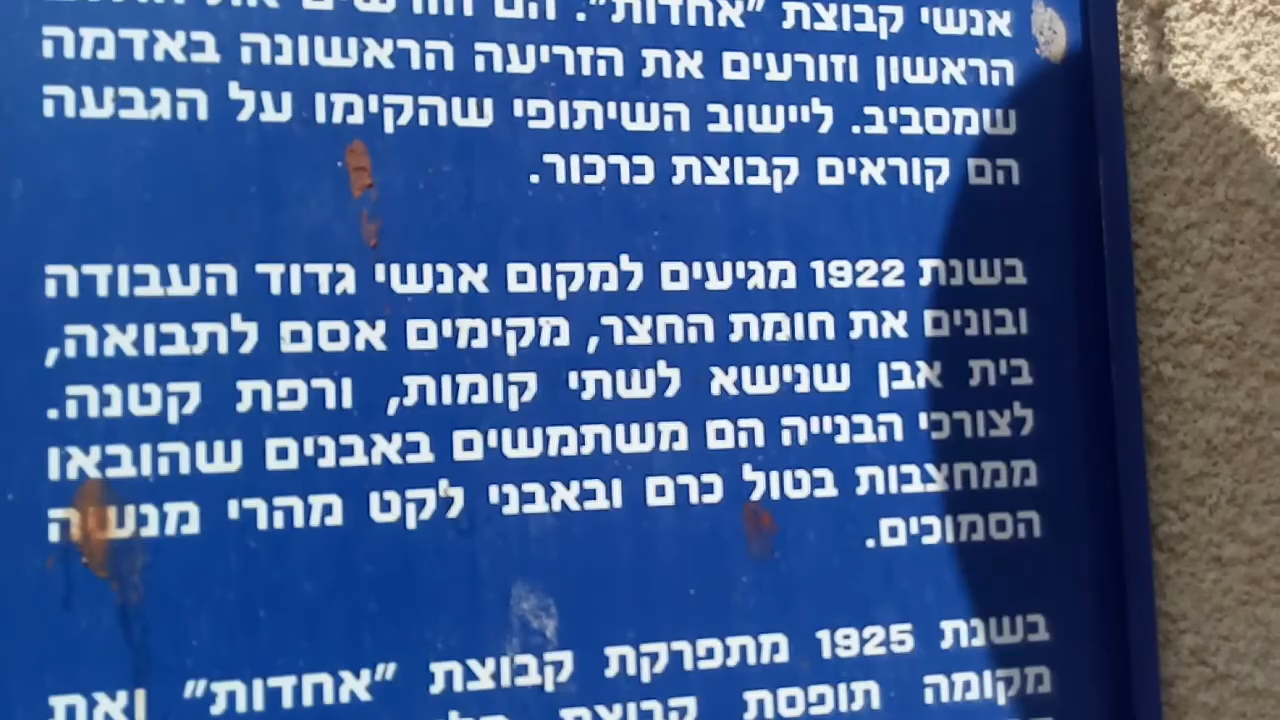 אנשי קבוצת "אחדות". הם
הראשון וזורעים את הזריעה הראשונה באדמה
שמסביב. ליישוב השיתופי שהקימו על הגבעה
הם קוראים קבוצת כרכור.
בשנת 1922 מגיעים למקום אנשי גדוד העבודה
ובונים את חומת החצר, מקימים אסם לתבואה,
בית אבן שנישא לשתי קומות, ורפת קטנה.
לצורכי הבנייה הם משתמשים באבנים שהובאו
ממחצבות בטול כרם ובאבני לקט מהרי מנשה
הסמוכים.
בשנת 1925 מתפרקת קבוצת "אחדות" ואת
מקומה תופסת קבוצת